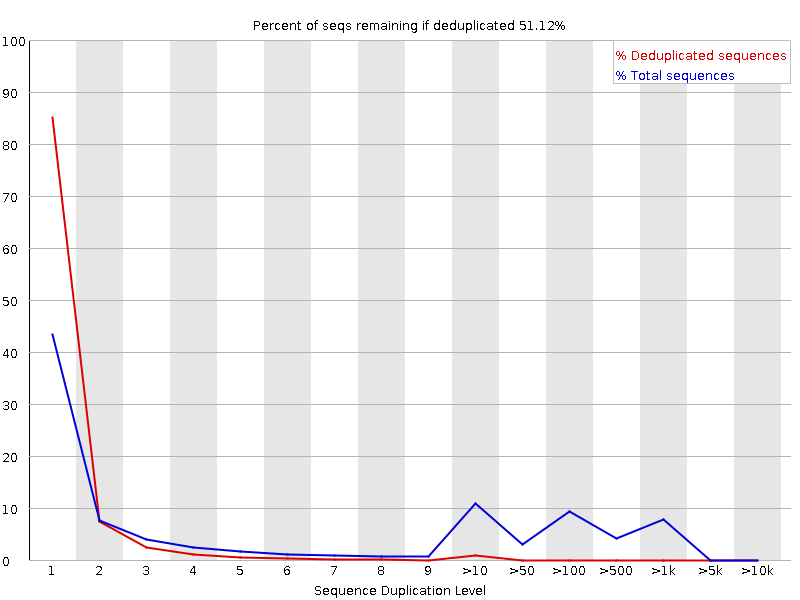 Percent of seqs remaining if deduplicated 51.12%
% Deduplicated sequences
% Total sequences
100
90
80
70
60
50
40
30
20
10
0
1 2 3 4 5 6 7 8 9 >10 >50 >100 >500 >1k >5k >10k
Sequence Duplication Level